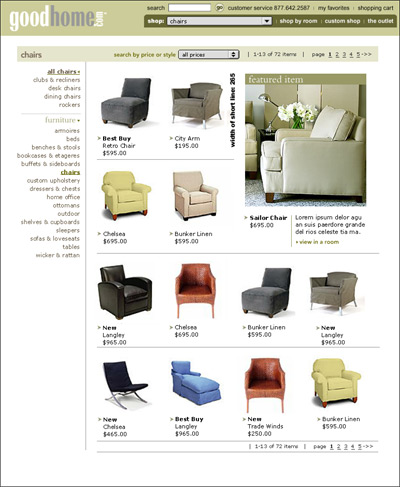 goodhome.com
search
customer service 877.642.2587 | my favorites | shopping cart
shop: chairs | shop by room | custom shop | the outlet
chairs
search by price or style all prices | 1-13 of 72 items | page 1 2 3 4 5 ->>
all chairs
clubs & recliners
desk chairs
dining chairs
rockers
furniture
armoires
beds
benches & stools
bookcases & etageres
buffets & sideboards
chairs
custom upholstery
dressers & chests
home office
ottomans
outdoor
shelves & cupboards
sleepers
sofas & loveseats
tables
wicker & rattan
> Best Buy
Retro Chair
$595.00
> City Arm
$195.00
width of short line: 265
featured item
> Sailor Chair
$695.00
Lorem ipsum delor agu
an suis paerfore grande
del rios celeste tia ma.
> view in a room
> Chelsea
$695.00
> Bunker Linen
$595.00
> New
Langley
$965.00
> Chelsea
$695.00
> Bunker Linen
$595.00
> New
Langley
$965.00
> New
Chelsea
$465.00
> Best Buy
Langley
$965.00
> New
Trade Winds
$250.00
> Bunker Linen
$595.00
| 1-13 of 72 items | page 1 2 3 4 5 ->>